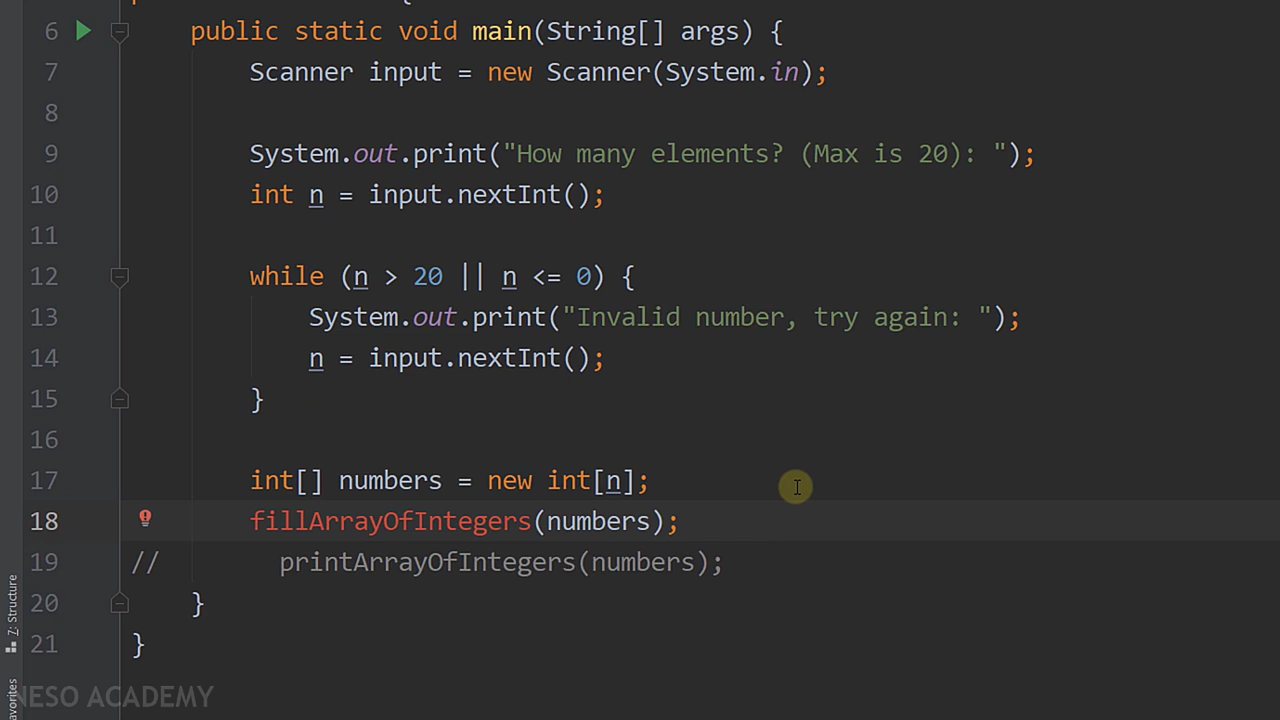 6 public static void main(String[] args) {
7 Scanner input = new Scanner(System.in);
8
9 System.out.print("How many elements? (Max is 20): ");
10 int n = input.nextInt();
11
12 while (n > 20 || n <= 0) {
13 System.out.print("Invalid number, try again: ");
14 n = input.nextInt();
15 }
16
17 int[] numbers = new int[n];
18 fillArrayOfIntegers(numbers);
19 // printArrayOfIntegers(numbers);
20 }
21 }
7: Structure
NESO ACADEMY